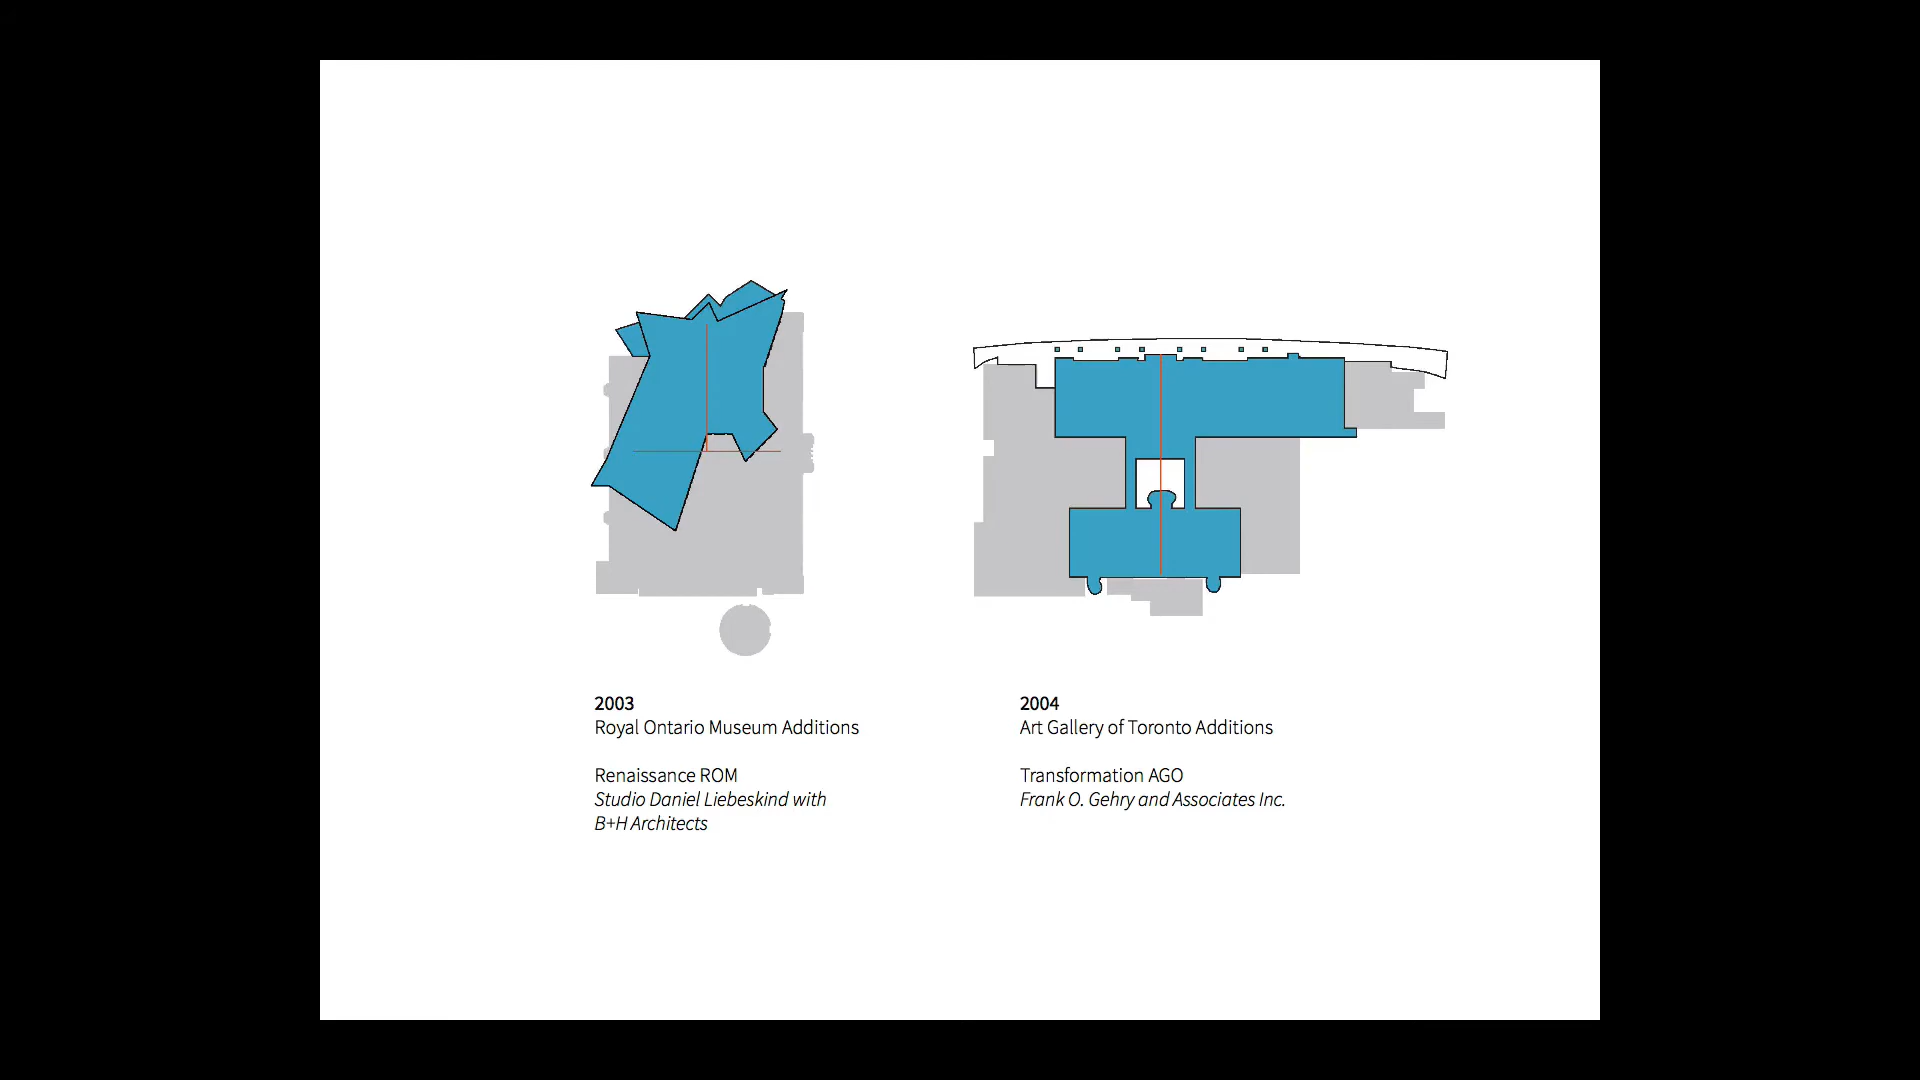 2003
Royal Ontario Museum Additions
Renaissance ROM
Studio Daniel Liebeskind with
B+H Architects
2004
Art Gallery of Toronto Additions
Transformation AGO
Frank O. Gehry and Associates Inc.